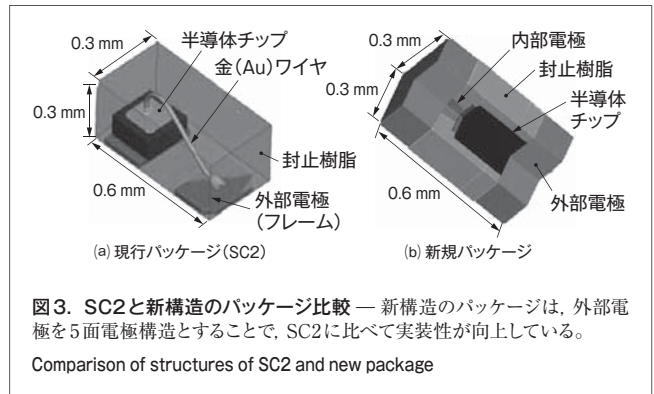 0.3 mm
半導体チップ
金(Au)ワイヤ
0.3 mm
封止樹脂
0.6 mm
外部電極
(フレーム)
(a) 現行パッケージ(SC2)
0.3 mm
内部電極
封止樹脂
半導体
チップ
0.3 mm
0.6 mm
外部電極
(b) 新規パッケージ
図3. SC2と新構造のパッケージ比較 — 新構造のパッケージは，外部電
極を5面電極構造とすることで，SC2に比べて実装性が向上している。
Comparison of structures of SC2 and new package